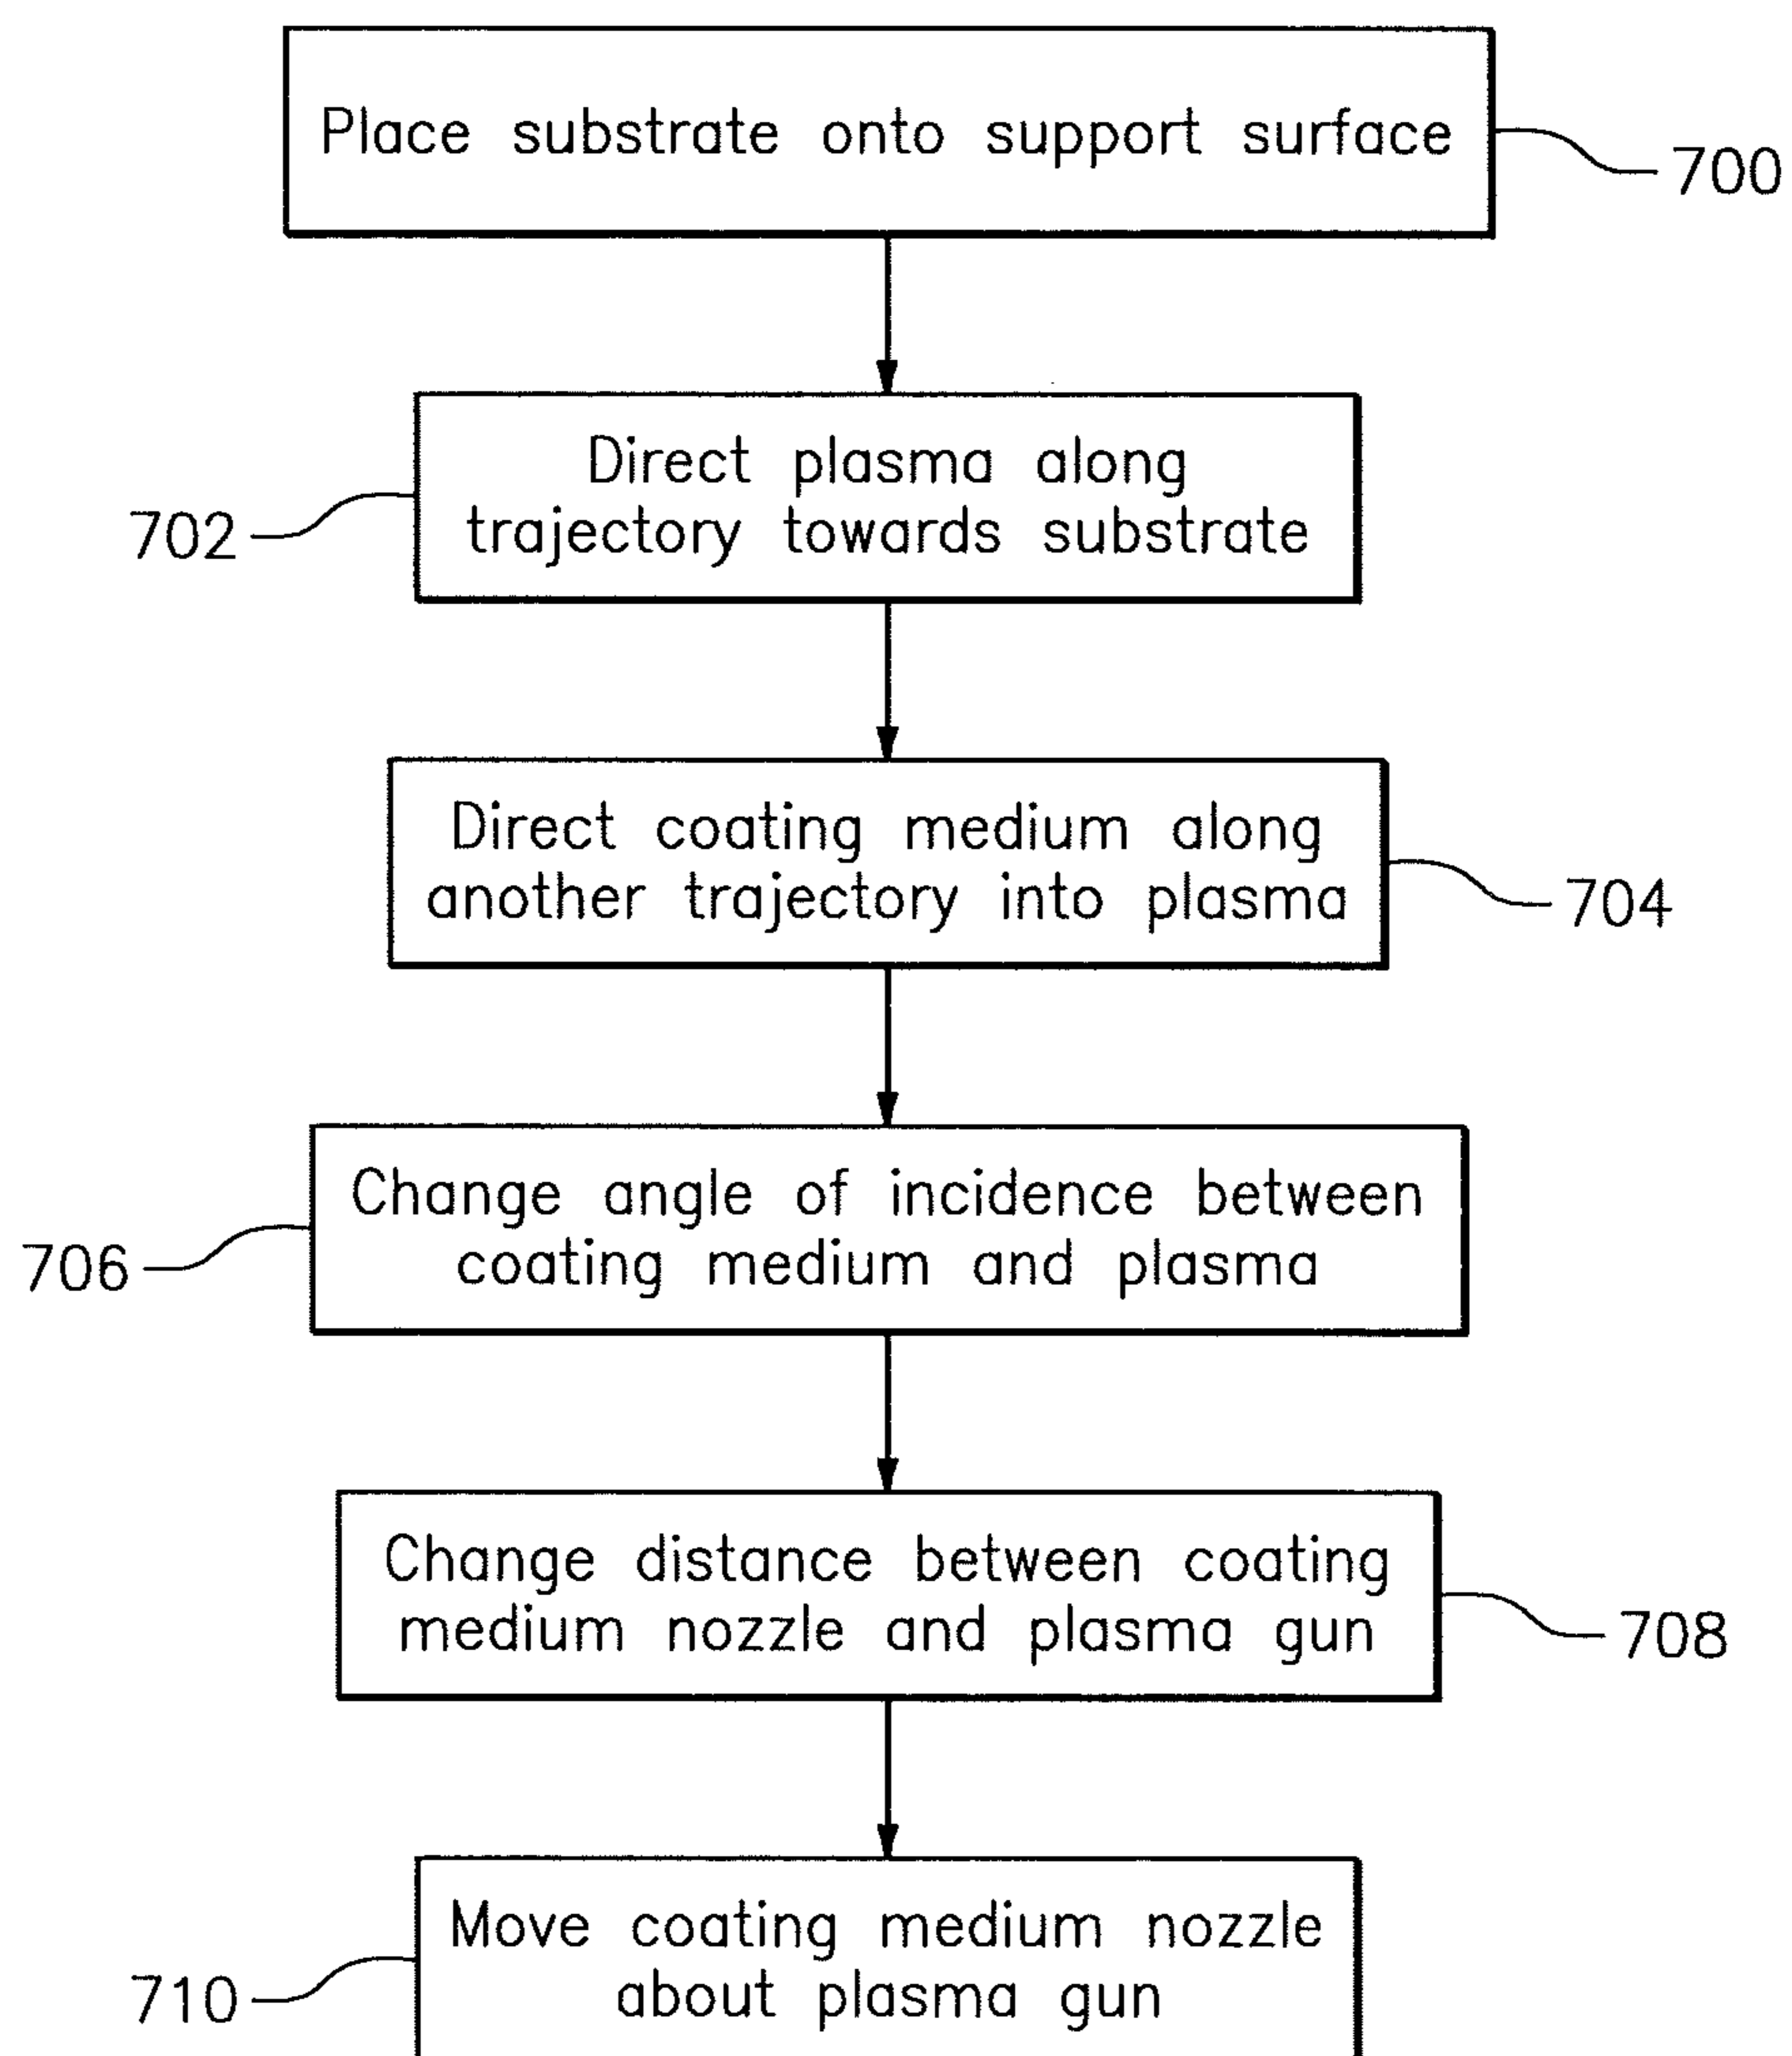 Place substrate onto support surface
700
Direct plasma along
trajectory towards substrate
702
Direct coating medium along
another trajectory into plasma
704
Change angle of incidence between
coating medium and plasma
706
Change distance between coating
medium nozzle and plasma gun
708
Move coating medium nozzle
about plasma gun
710